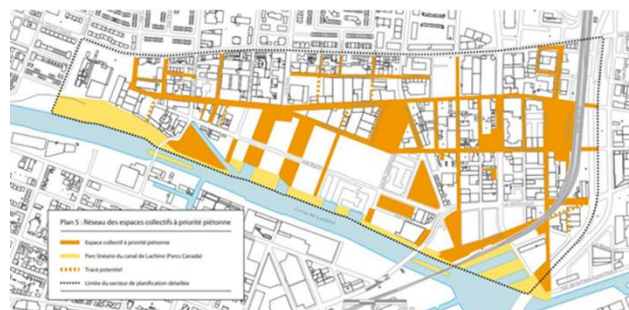 CANAL DE LACHINE
Plan 5 : Réseau des espaces collectifs à priorité piétonne
Espace collectif à priorité piétonne
Parc linéaire du canal de Lachine (Parcs Canada)
Tracé potentiel
Limite du secteur de planification détaillée